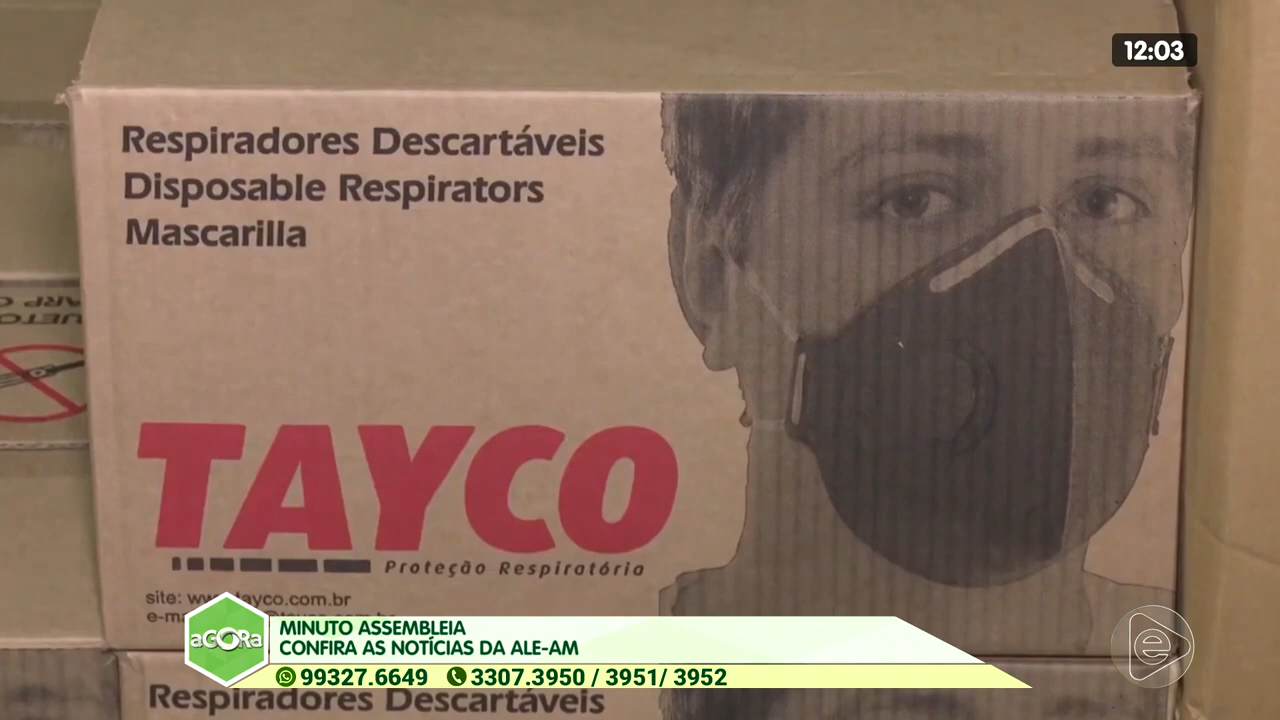 12:03
Respiradores Descartáveis
Disposable Respirators
Mascarilla
TAYCO
Proteção Respiratória
site: www.tayco.com.br
aGORa
MINUTO ASSEMBLEIA
CONFIRA AS NOTÍCIAS DA ALE-AM
99327.6649 3307.3950 / 3951/ 3952
Respiradores Descartáveis